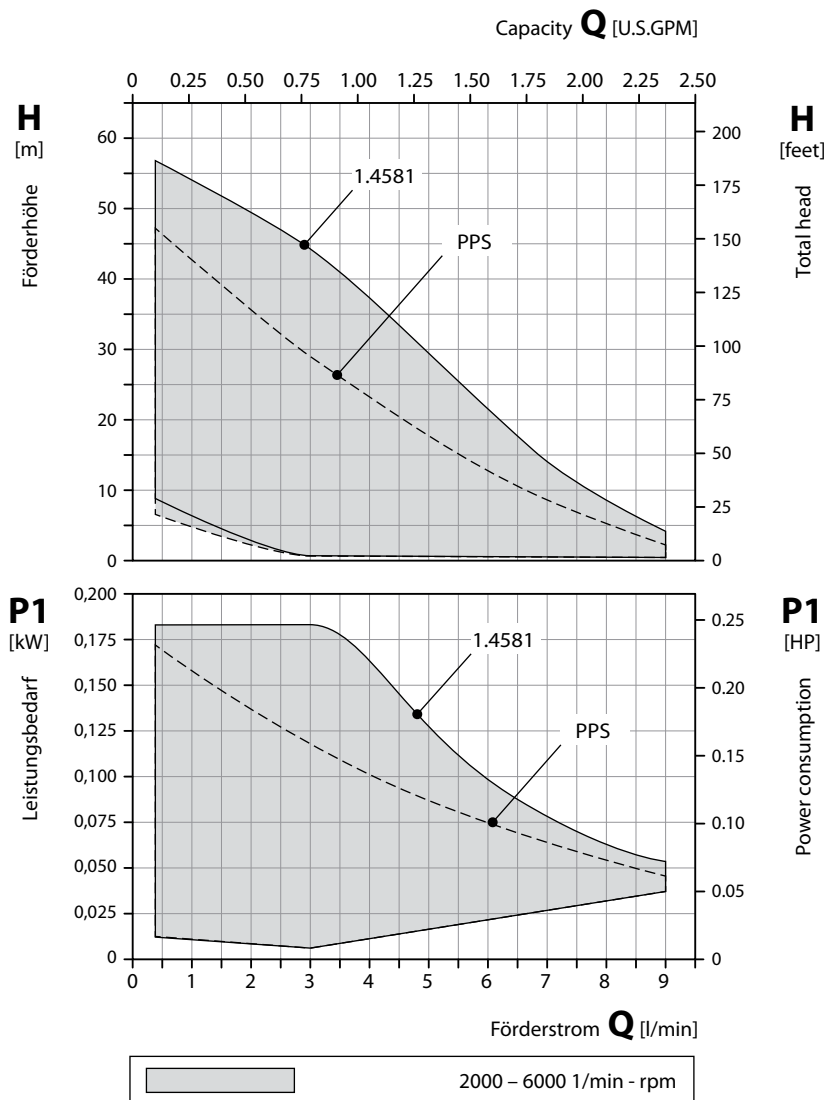 Capacity Q [U.S.GPM]
0 0.25 0.50 0.75 1.00 1.25 1.50 1.75 2.00 2.25 2.50
H
[m]
Förderhöhe
60
50
40
30
20
10
0
1.4581
PPS
H
[feet]
Total head
200
175
150
125
100
75
50
25
0
P1
[kW]
Leistungsbedarf
0,200
0,175
0,150
0,125
0,100
0,075
0,050
0,025
0
1.4581
PPS
P1
[HP]
Power consumption
0.25
0.20
0.15
0.10
0.05
0
0 1 2 3 4 5 6 7 8 9
Förderstrom Q [l/min]
2000 – 6000 1/min - rpm